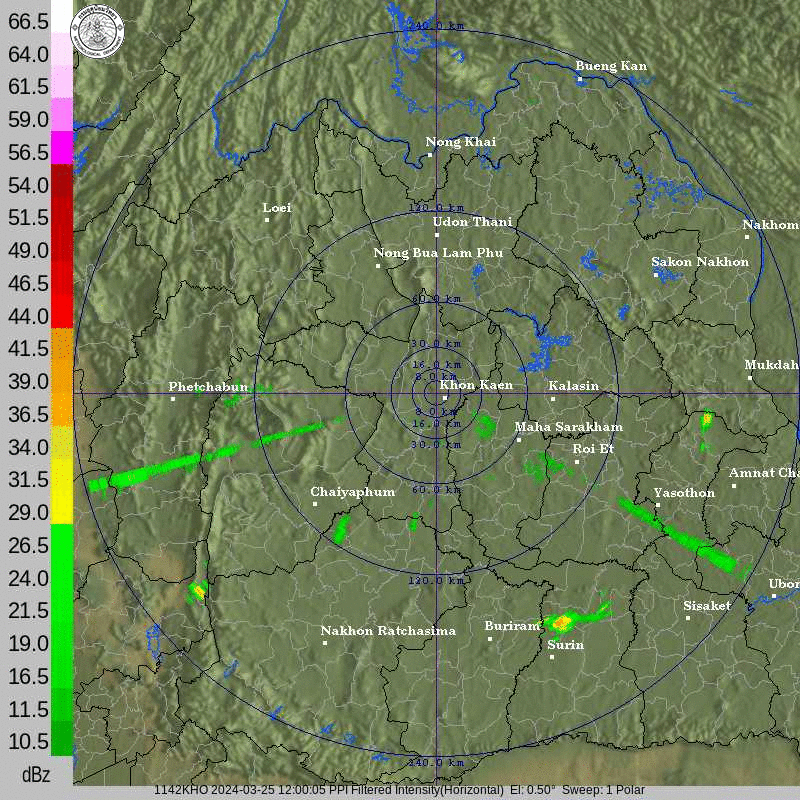 66.5
64.0
61.5
59.0
56.5
54.0
51.5
49.0
46.5
44.0
41.5
39.0
36.5
34.0
31.5
29.0
26.5
24.0
21.5
19.0
16.5
14.0
11.5
10.5
dBz
240.0 km
Bueng Kan
Nong Khai
Loei
120.0 km
Udon Thani
Nakhom
Nong Bua Lam Phu
Sakon Nakhon
60.0 km
30.0 km
16.0 km
8.0 km
Mukdah
Phetchabun
Khon Kaen
Kalasin
8.0 km
16.0 km
Maha Sarakham
30.0 km
Roi Et
Amnat Cha
60.0 km
Chaiyaphum
Yasothon
120.0 km
Ubon
Sisaket
Nakhon Ratchasima
Buriram
Surin
240.0 km
1142KHO 2024-03-25 12:00:05 PPI Filtered Intensity(Horizontal) El: 0.50° Sweep: 1 Polar